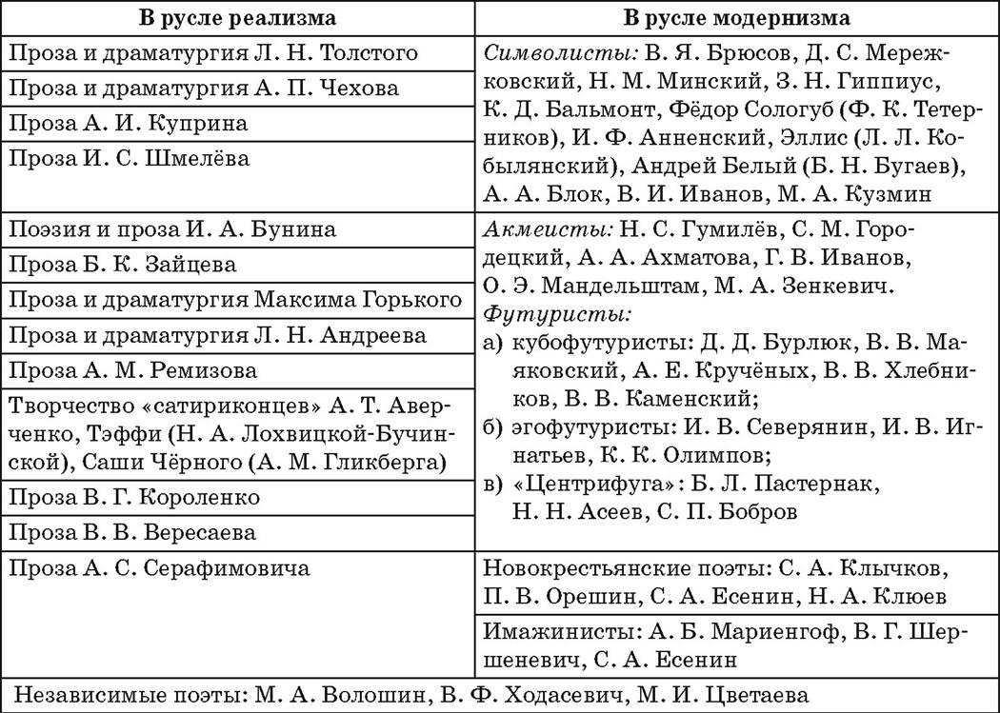 В русле реализма
Проза и драматургия Л. Н. Толстого
Проза и драматургия А. П. Чехова
Проза А. И. Куприна
Проза И. С. Шмелёва
Поэзия и проза И. А. Бунина
Проза Б. К. Зайцева
Проза и драматургия Максима Горького
Проза и драматургия Л. Н. Андреева
Проза А. М. Ремизова
Творчество «сатириконцев» А. Т. Авер-
ченко, Тэффи (Н. А. Лохвицкой-Бучин-
ской), Саши Чёрного (А. М. Гликберга)
Проза В. Г. Короленко
Проза В. В. Вересаева
Проза А. С. Серафимовича
В русле модернизма
Символисты: В. Я. Брюсов, Д. С. Мереж-
ковский, Н. М. Минский, З. Н. Гиппиус,
К. Д. Бальмонт, Фёдор Сологуб (Ф. К. Тетер-
ников), И. Ф. Анненский, Эллис (Л. Л. Ко-
былянский), Андрей Белый (Б. Н. Бугаев),
А. А. Блок, В. И. Иванов, М. А. Кузмин
Акмеисты: Н. С. Гумилёв, С. М. Горо-
децкий, А. А. Ахматова, Г. В. Иванов,
О. Э. Мандельштам, М. А. Зенкевич.
Футуристы:
а) кубофутуристы: Д. Д. Бурлюк, В. В. Ма-
яковский, А. Е. Кручёных, В. В. Хлебни-
ков, В. В. Каменский;
б) эгофутуристы: И. В. Северянин, И. В. Иг-
натьев, К. К. Олимпов;
в) «Центрифуга»: Б. Л. Пастернак,
Н. Н. Асеев, С. П. Бобров
Новокрестьянские поэты: С. А. Клычков,
П. В. Орешин, С. А. Есенин, Н. А. Клюев
Имажинисты: А. Б. Мариенгоф, В. Г. Шер-
шеневич, С. А. Есенин
Независимые поэты: М. А. Волошин, В. Ф. Ходасевич, М. И. Цветаева